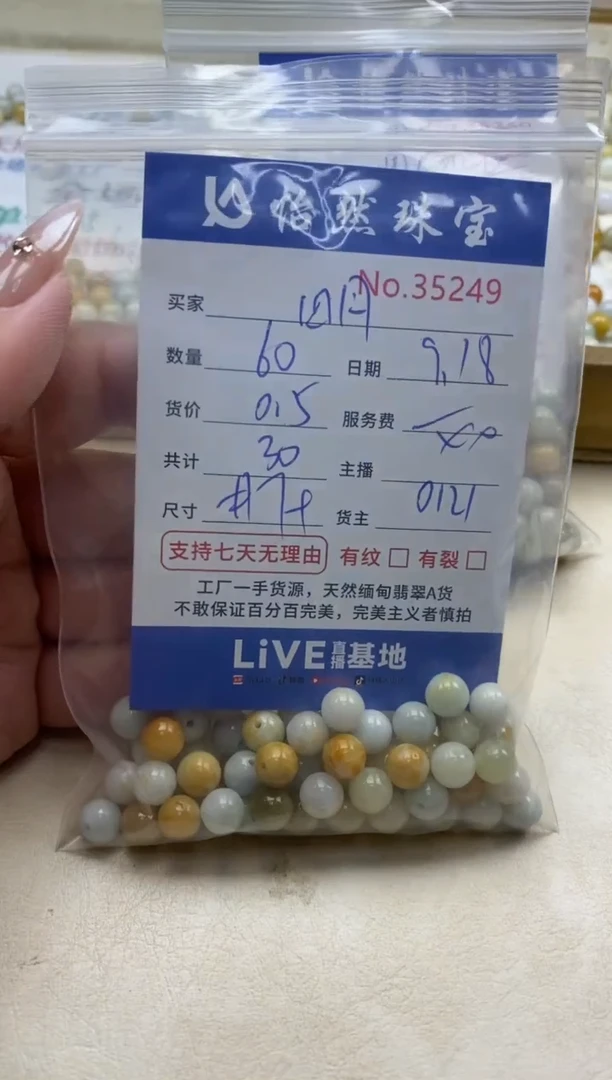 怡然珠宝
No.35249
买家
数量 60 日期 9.18
货价 0.5 服务费
共计 30 主播
尺寸 货主 0121
支持七天无理由 有纹 □ 有裂 □
工厂一手货源，天然缅甸翡翠A货
不敢保证百分百完美，完美主义者慎拍
LiVE直播基地